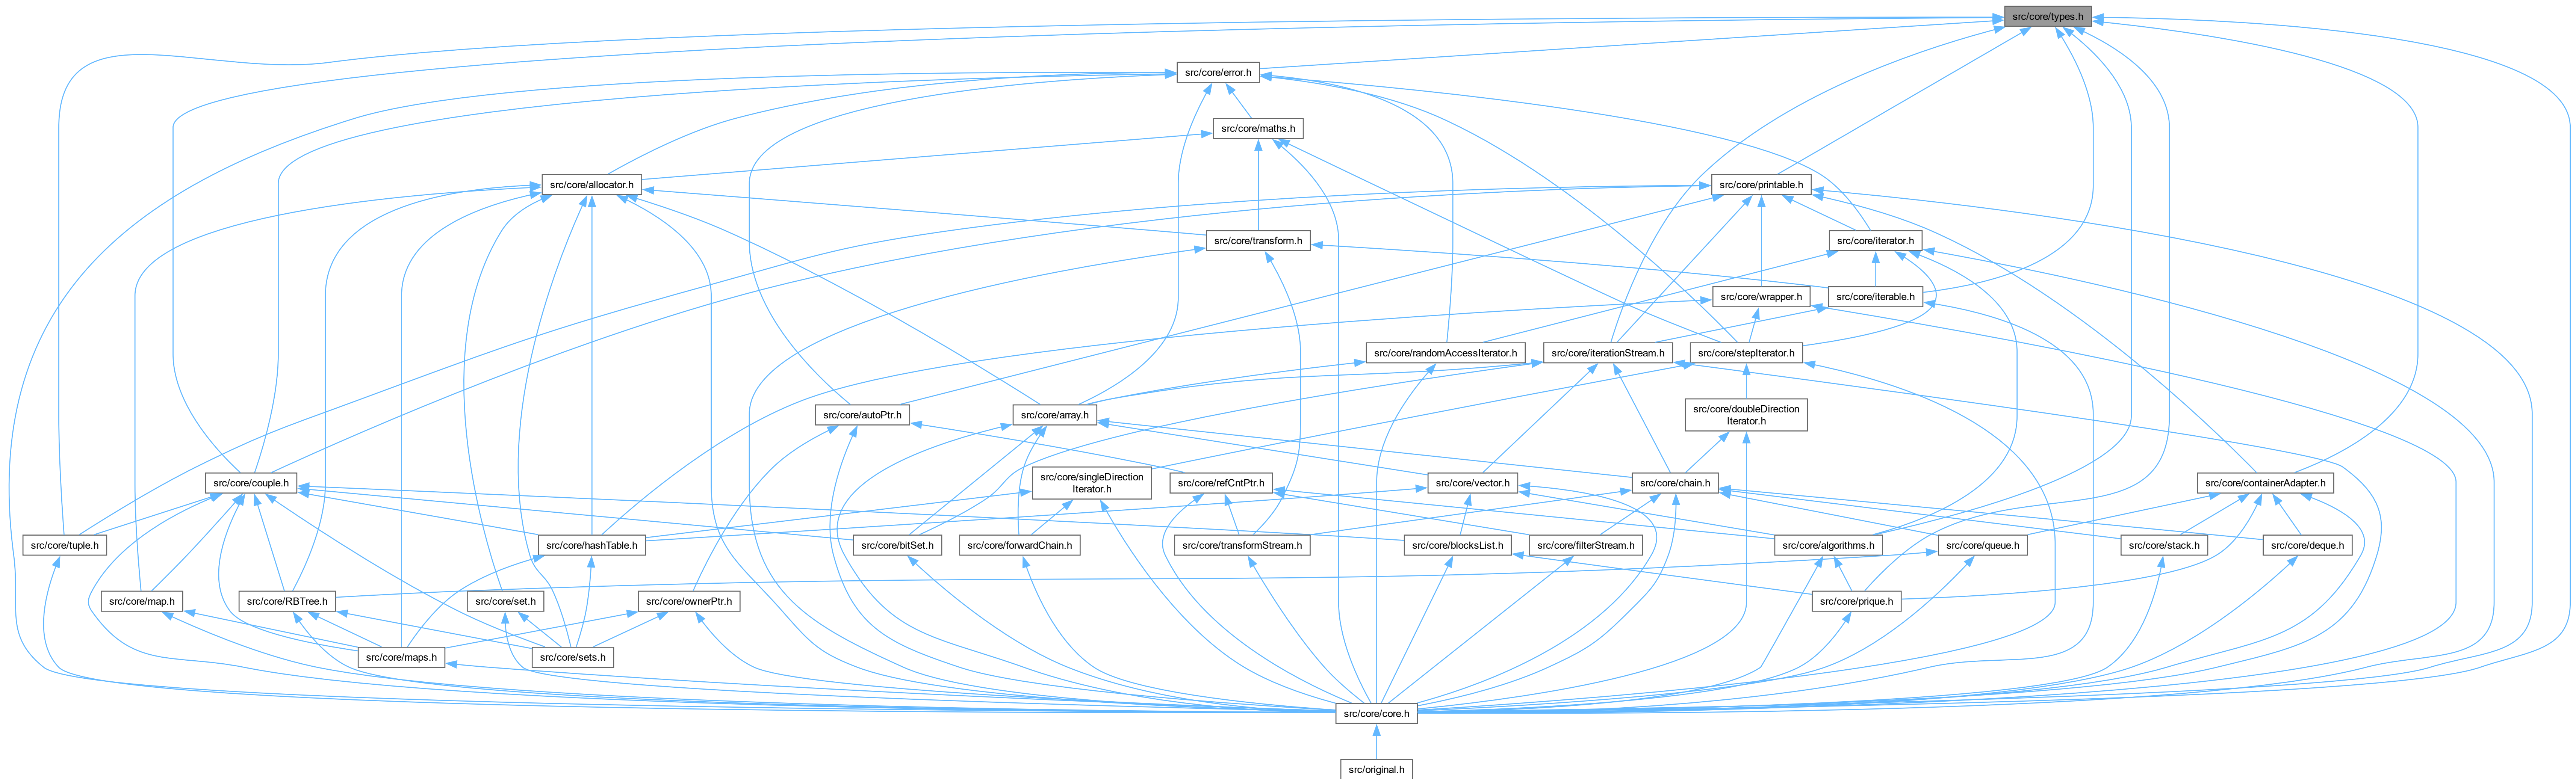 src/core/types.h
src/core/error.h
src/core/maths.h
src/core/allocator.h
src/core/printable.h
src/core/transform.h
src/core/iterator.h
src/core/wrapper.h
src/core/iterable.h
src/core/randomAccessIterator.h
src/core/iterationStream.h
src/core/stepIterator.h
src/core/autoPtr.h
src/core/array.h
src/core/doubleDirection
Iterator.h
src/core/couple.h
src/core/singleDirection
Iterator.h
src/core/refCntPtr.h
src/core/vector.h
src/core/chain.h
src/core/containerAdapter.h
src/core/tuple.h
src/core/hashTable.h
src/core/bitSet.h
src/core/forwardChain.h
src/core/transformStream.h
src/core/blocksList.h
src/core/filterStream.h
src/core/algorithms.h
src/core/queue.h
src/core/stack.h
src/core/deque.h
src/core/map.h
src/core/RBTree.h
src/core/set.h
src/core/ownerPtr.h
src/core/prique.h
src/core/maps.h
src/core/sets.h
src/core/core.h
src/original.h